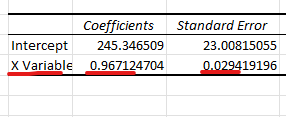 Coefficients Standard Error
Intercept 245.346509 23.00815055
X Variable 0.967124704 0.029419196